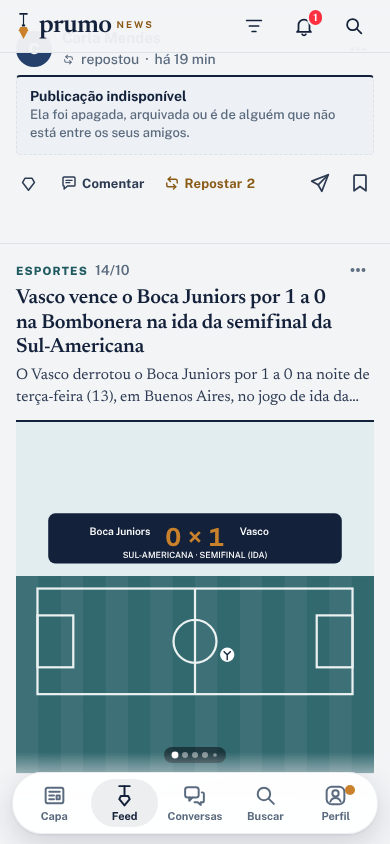 prumo NEWS
1
Carla Mendes
repostou · há 19 min
Publicação indisponível
Ela foi apagada, arquivada ou é de alguém que não
está entre os seus amigos.
Comentar
Repostar 2
ESPORTES 14/10
Vasco vence o Boca Juniors por 1 a 0
na Bombonera na ida da semifinal da
Sul-Americana
O Vasco derrotou o Boca Juniors por 1 a 0 na noite de
terça-feira (13), em Buenos Aires, no jogo de ida da...
Boca Juniors 0 × 1 Vasco
SUL-AMERICANA · SEMIFINAL (IDA)
Capa
Feed
Conversas
Buscar
Perfil